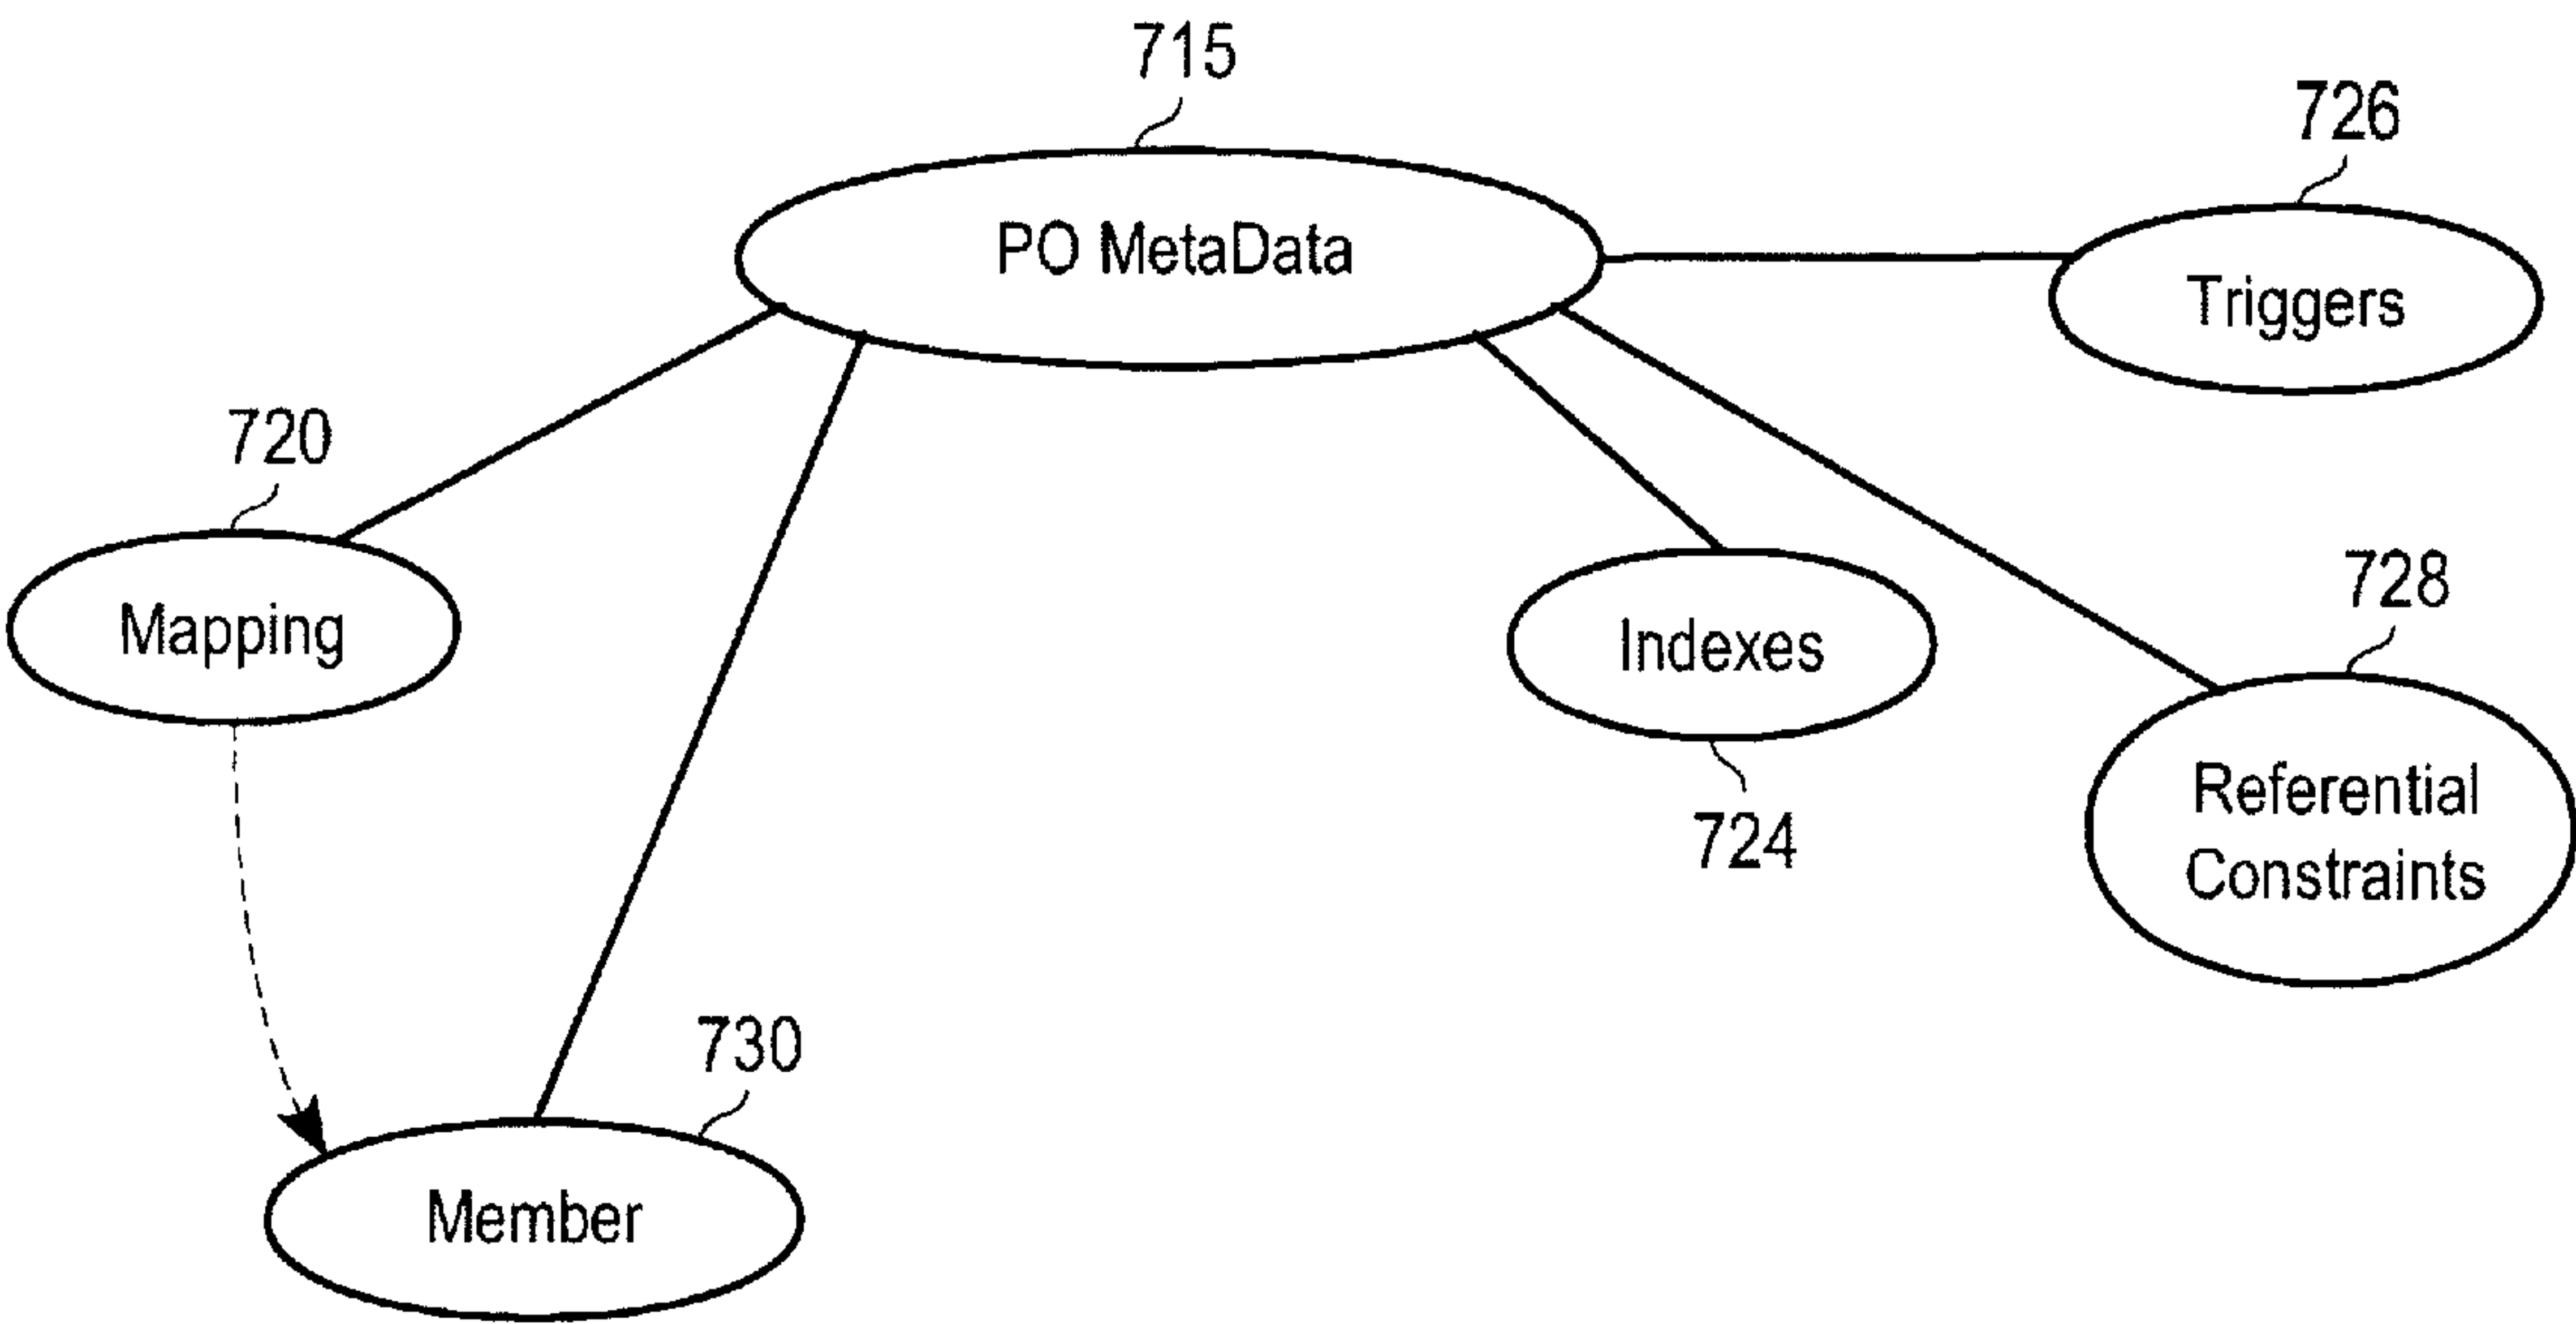 715
PO MetaData
726
Triggers
720
Mapping
Indexes
724
728
Referential
Constraints
730
Member